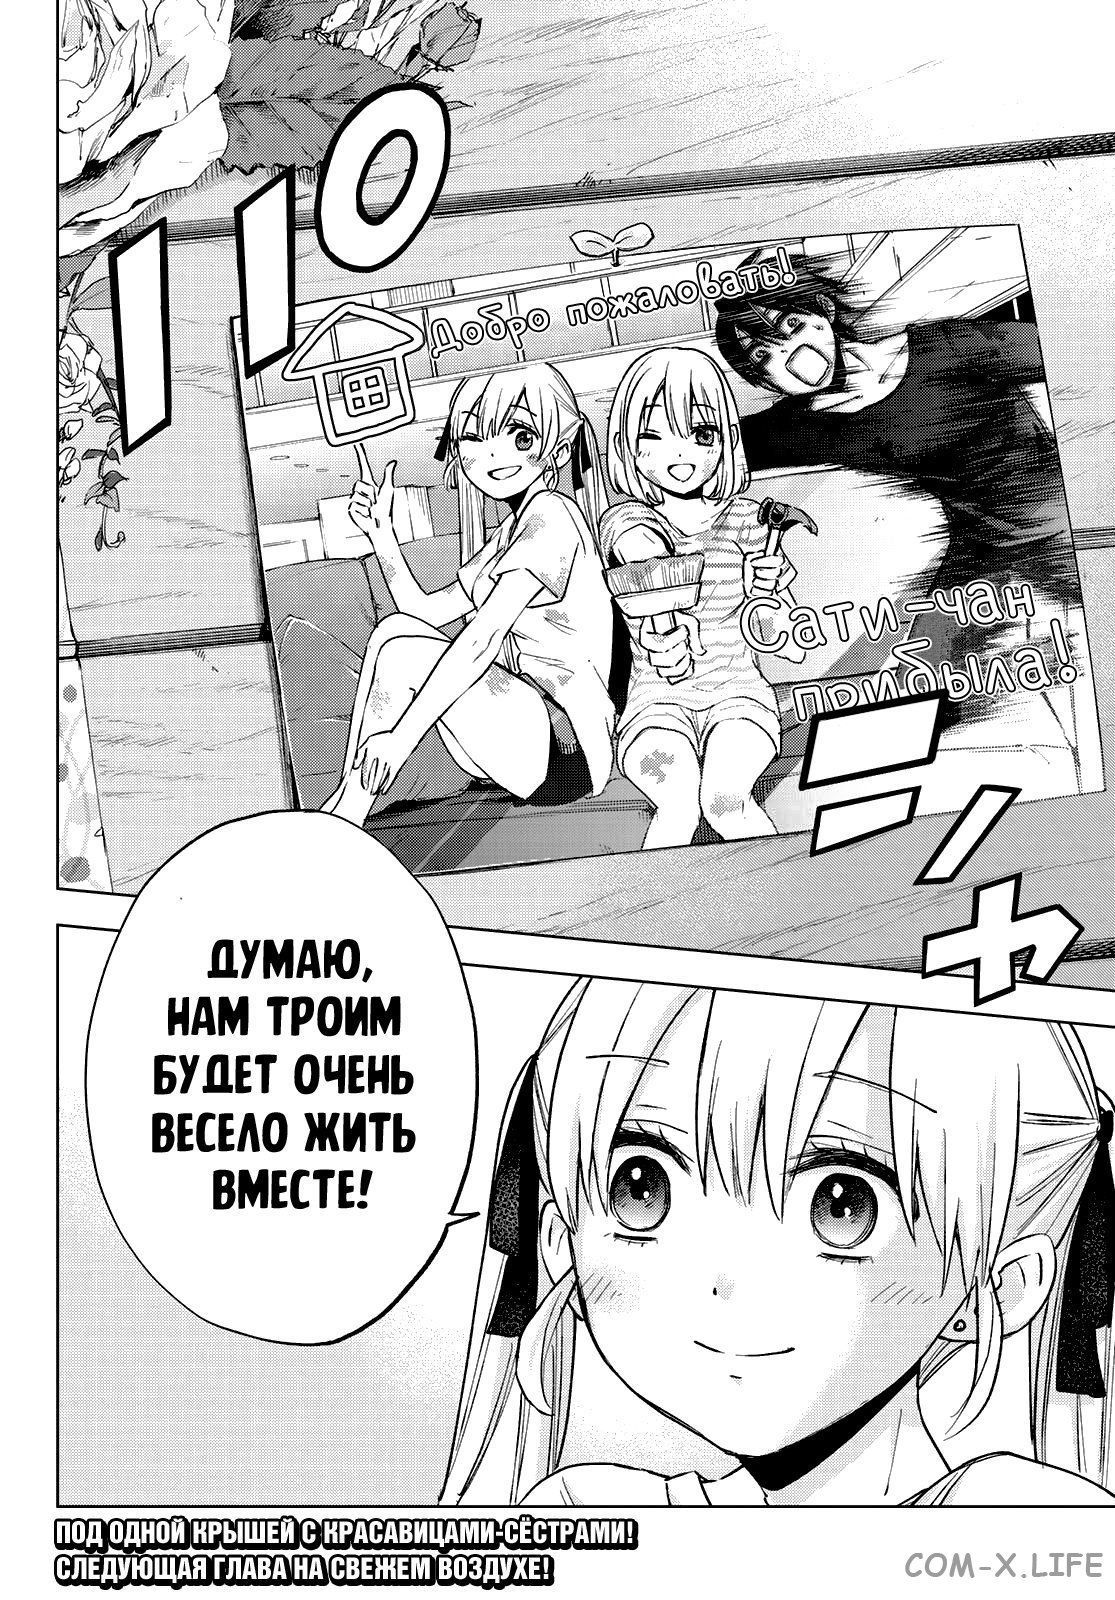 Добро пожаловать!
Сати-чан
прибыла!
ДУМАЮ,
НАМ ТРОИМ
БУДЕТ ОЧЕНЬ
ВЕСЕЛО ЖИТЬ
ВМЕСТЕ!
ПОД ОДНОЙ КРЫШЕЙ С КРАСАВИЦАМИ-СЁСТРАМИ!
СЛЕДУЮЩАЯ ГЛАВА НА СВЕЖЕМ ВОЗДУХЕ!
COM-X.LIFE